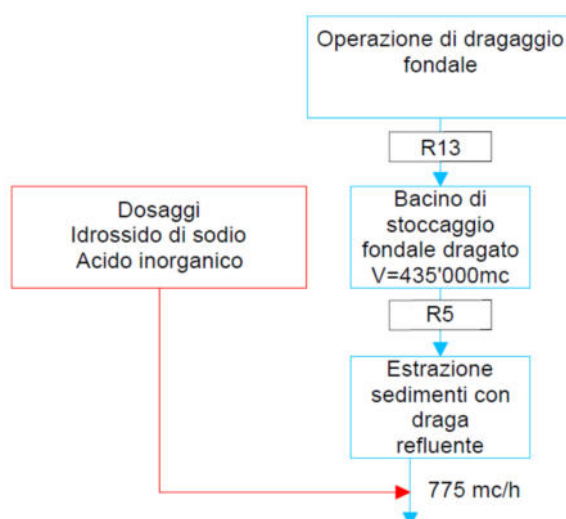 Operazione di dragaggio
fondale
R13
Dosaggi
Idrossido di sodio
Acido inorganico
Bacino di
stoccaggio
fondale dragato
V=435'000mc
R5
Estrazione
sedimenti con
draga
refluente
775 mc/h